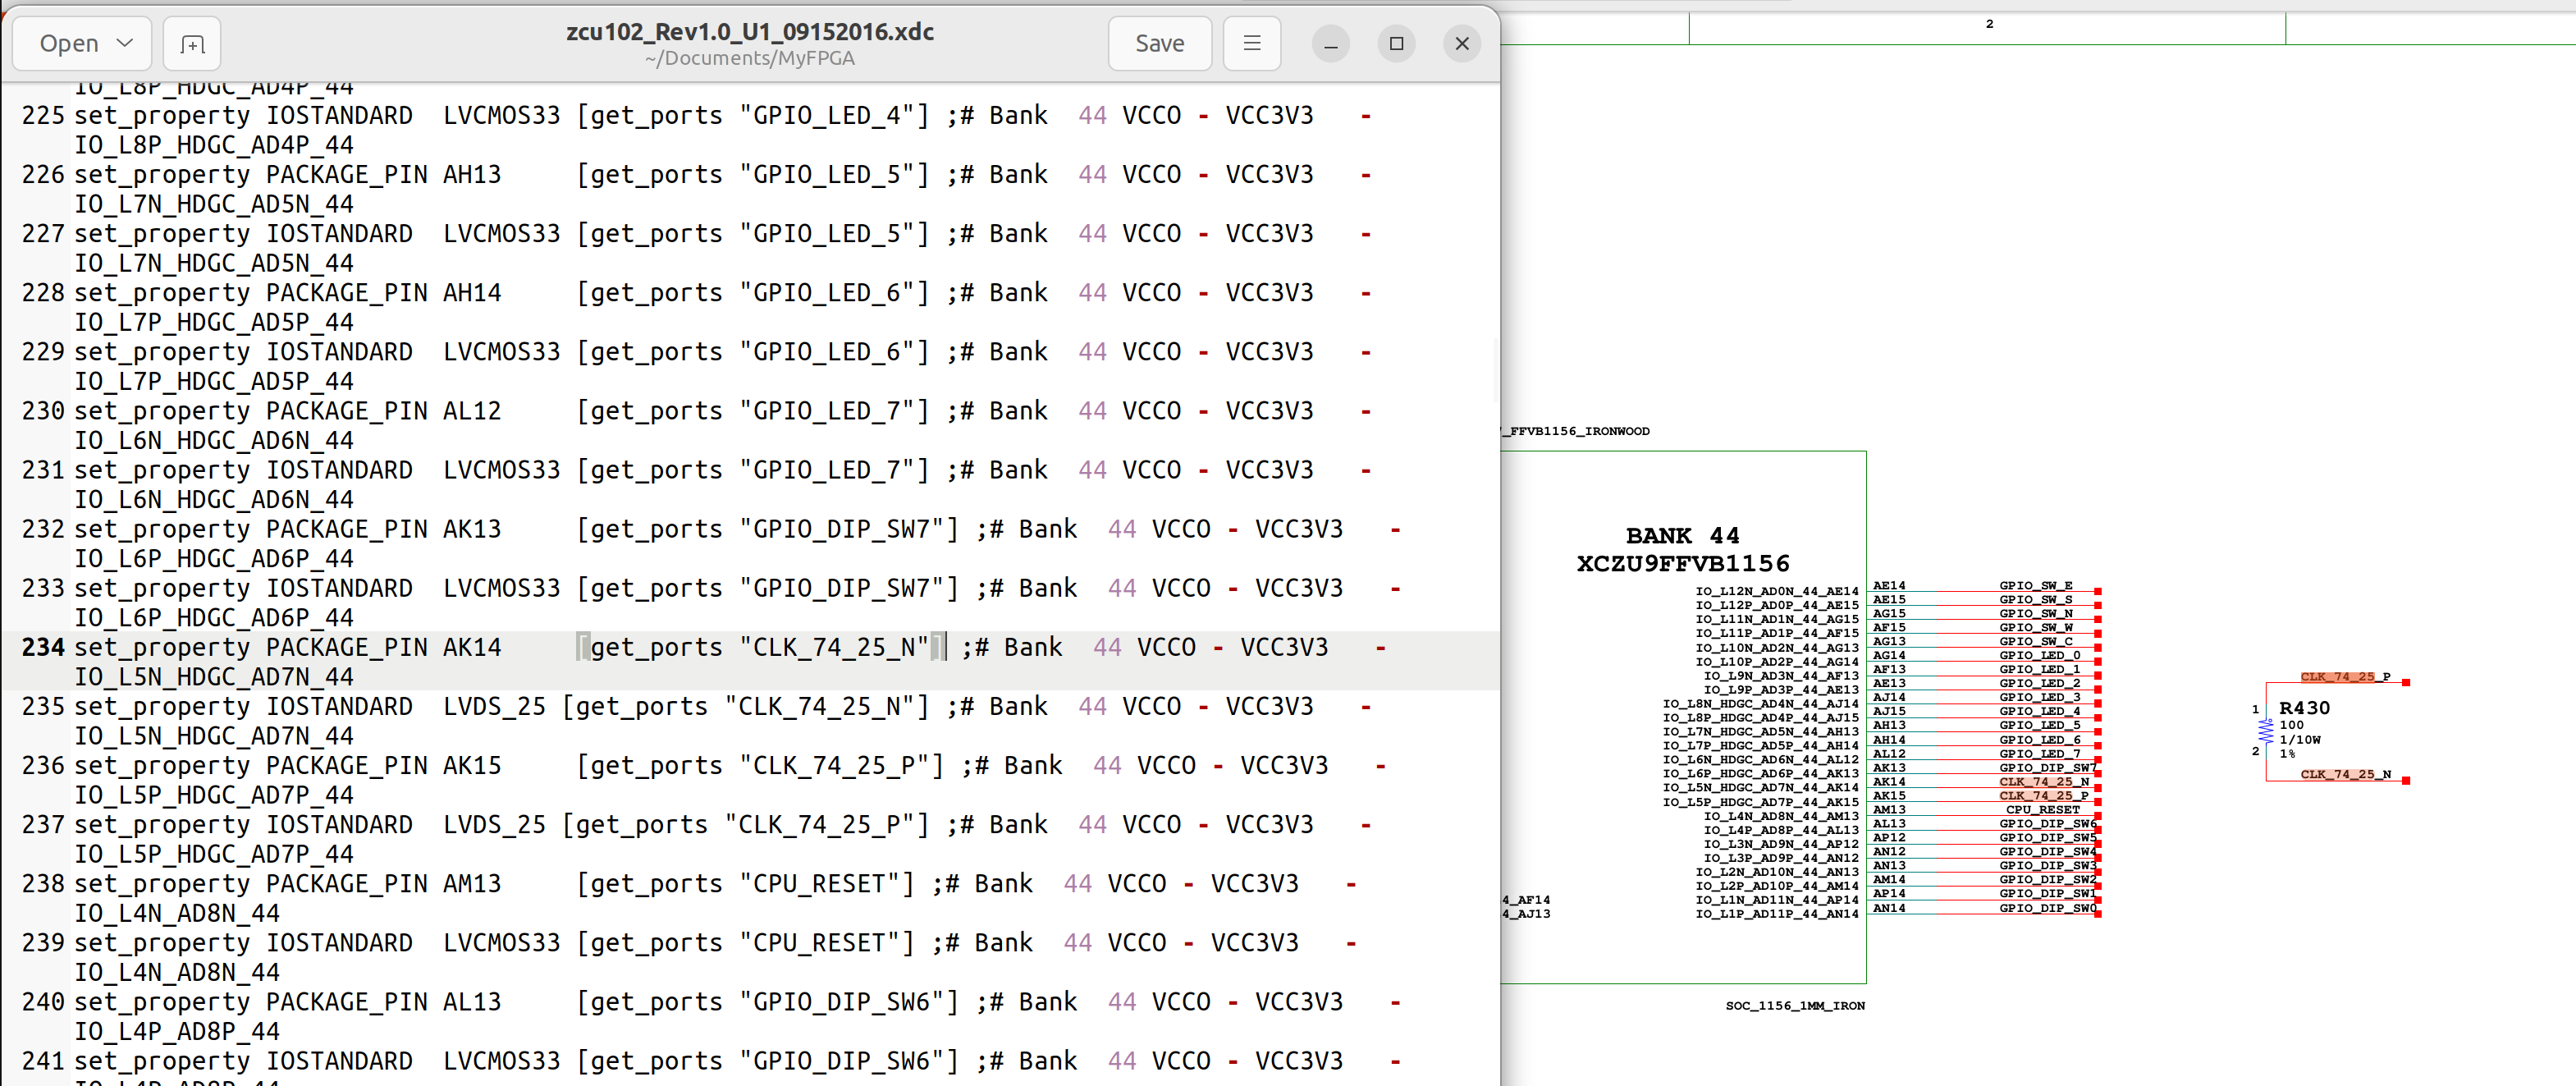 Open
zcu102_Rev1.0_U1_09152016.xdc
~/Documents/MyFPGA
Save
IO_L8P_HDGC_AD4P_44
225 set_property IOSTANDARD  LVCMOS33 [get_ports "GPIO_LED_4"] ;# Bank  44 VCCO - VCC3V3   -
IO_L8P_HDGC_AD4P_44
226 set_property PACKAGE_PIN AH13     [get_ports "GPIO_LED_5"] ;# Bank  44 VCCO - VCC3V3   -
IO_L7N_HDGC_AD5N_44
227 set_property IOSTANDARD  LVCMOS33 [get_ports "GPIO_LED_5"] ;# Bank  44 VCCO - VCC3V3   -
IO_L7N_HDGC_AD5N_44
228 set_property PACKAGE_PIN AH14     [get_ports "GPIO_LED_6"] ;# Bank  44 VCCO - VCC3V3   -
IO_L7P_HDGC_AD5P_44
229 set_property IOSTANDARD  LVCMOS33 [get_ports "GPIO_LED_6"] ;# Bank  44 VCCO - VCC3V3   -
IO_L7P_HDGC_AD5P_44
230 set_property PACKAGE_PIN AL12     [get_ports "GPIO_LED_7"] ;# Bank  44 VCCO - VCC3V3   -
IO_L6N_HDGC_AD6N_44
231 set_property IOSTANDARD  LVCMOS33 [get_ports "GPIO_LED_7"] ;# Bank  44 VCCO - VCC3V3   -
IO_L6N_HDGC_AD6N_44
232 set_property PACKAGE_PIN AK13     [get_ports "GPIO_DIP_SW7"] ;# Bank  44 VCCO - VCC3V3   -
IO_L6P_HDGC_AD6P_44
233 set_property IOSTANDARD  LVCMOS33 [get_ports "GPIO_DIP_SW7"] ;# Bank  44 VCCO - VCC3V3   -
IO_L6P_HDGC_AD6P_44
234 set_property PACKAGE_PIN AK14     [get_ports "CLK_74_25_N"] ;# Bank  44 VCCO - VCC3V3   -
IO_L5N_HDGC_AD7N_44
235 set_property IOSTANDARD  LVDS_25 [get_ports "CLK_74_25_N"] ;# Bank  44 VCCO - VCC3V3   -
IO_L5N_HDGC_AD7N_44
236 set_property PACKAGE_PIN AK15     [get_ports "CLK_74_25_P"] ;# Bank  44 VCCO - VCC3V3   -
IO_L5P_HDGC_AD7P_44
237 set_property IOSTANDARD  LVDS_25 [get_ports "CLK_74_25_P"] ;# Bank  44 VCCO - VCC3V3   -
IO_L5P_HDGC_AD7P_44
238 set_property PACKAGE_PIN AM13     [get_ports "CPU_RESET"] ;# Bank  44 VCCO - VCC3V3   -
IO_L4N_AD8N_44
239 set_property IOSTANDARD  LVCMOS33 [get_ports "CPU_RESET"] ;# Bank  44 VCCO - VCC3V3   -
IO_L4N_AD8N_44
240 set_property PACKAGE_PIN AL13     [get_ports "GPIO_DIP_SW6"] ;# Bank  44 VCCO - VCC3V3   -
IO_L4P_AD8P_44
241 set_property IOSTANDARD  LVCMOS33 [get_ports "GPIO_DIP_SW6"] ;# Bank  44 VCCO - VCC3V3   -
IO_L4P_AD8P_44
2
_FFVB1156_IRONWOOD
BANK 44
XCZU9FFVB1156
IO_L12N_AD0N_44_AE14 AE14 GPIO_SW_E
IO_L12P_AD0P_44_AE15 AE15 GPIO_SW_S
IO_L11N_AD1N_44_AG15 AG15 GPIO_SW_N
IO_L11P_AD1P_44_AF15 AF15 GPIO_SW_W
IO_L10N_AD2N_44_AG13 AG13 GPIO_SW_C
IO_L10P_AD2P_44_AG14 AG14 GPIO_LED_0
IO_L9N_AD3N_44_AF13 AF13 GPIO_LED_1
IO_L9P_AD3P_44_AE13 AE13 GPIO_LED_2
IO_L8N_HDGC_AD4N_44_AJ14 AJ14 GPIO_LED_3
IO_L8P_HDGC_AD4P_44_AJ15 AJ15 GPIO_LED_4
IO_L7N_HDGC_AD5N_44_AH13 AH13 GPIO_LED_5
IO_L7P_HDGC_AD5P_44_AH14 AH14 GPIO_LED_6
IO_L6N_HDGC_AD6N_44_AL12 AL12 GPIO_LED_7
IO_L6P_HDGC_AD6P_44_AK13 AK13 GPIO_DIP_SW7
IO_L5N_HDGC_AD7N_44_AK14 AK14 CLK_74_25_N
IO_L5P_HDGC_AD7P_44_AK15 AK15 CLK_74_25_P
IO_L4N_AD8N_44_AM13 AM13 CPU_RESET
IO_L4P_AD8P_44_AL13 AL13 GPIO_DIP_SW6
IO_L3N_AD9N_44_AP12 AP12 GPIO_DIP_SW5
IO_L3P_AD9P_44_AN12 AN12 GPIO_DIP_SW4
IO_L2N_AD10N_44_AN13 AN13 GPIO_DIP_SW3
IO_L2P_AD10P_44_AM14 AM14 GPIO_DIP_SW2
4_AF14 IO_L1N_AD11N_44_AP14 AP14 GPIO_DIP_SW1
4_AJ13 IO_L1P_AD11P_44_AN14 AN14 GPIO_DIP_SW0
SOC_1156_1MM_IRON
CLK_74_25_P
1 R430
100
1/10W
2 1%
CLK_74_25_N